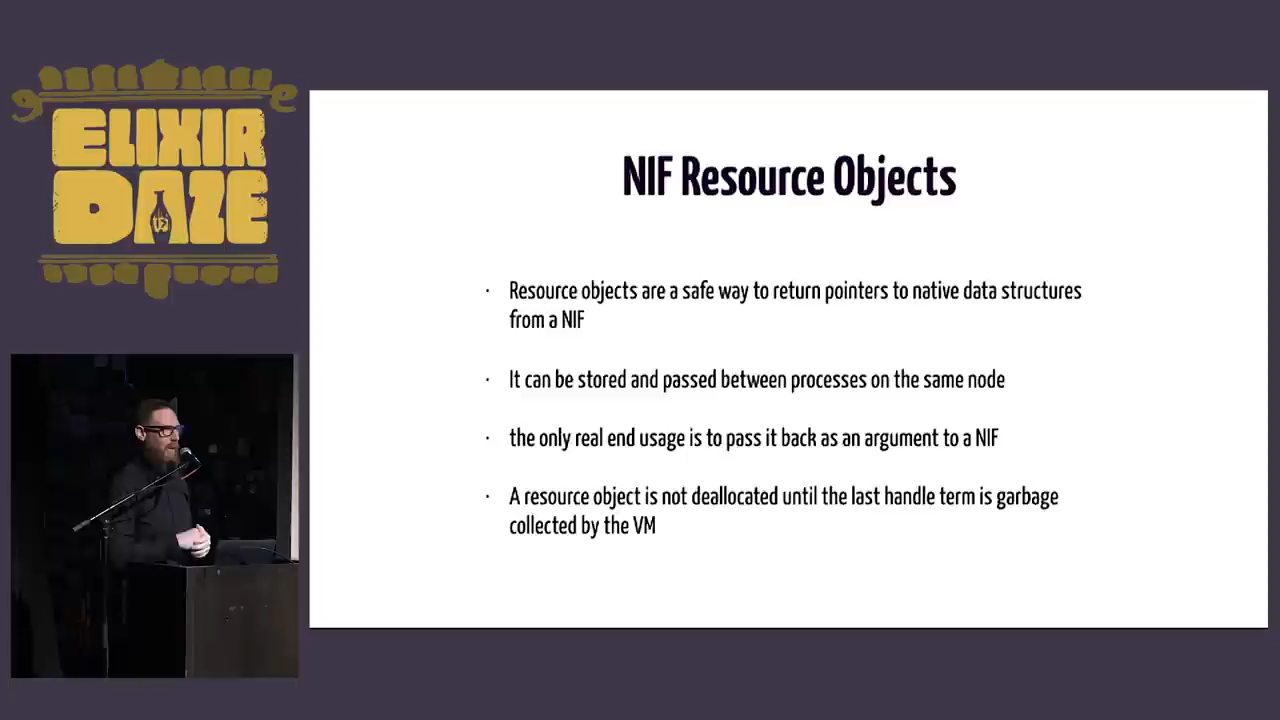 ELIXIR
DAZE
NIF Resource Objects
· Resource objects are a safe way to return pointers to native data structures
from a NIF
· It can be stored and passed between processes on the same node
· the only real end usage is to pass it back as an argument to a NIF
· A resource object is not deallocated until the last handle term is garbage
collected by the VM